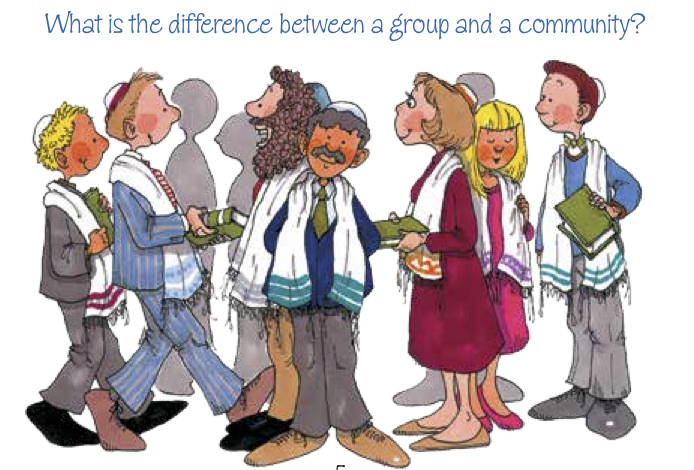 What is the difference between a group and a community?